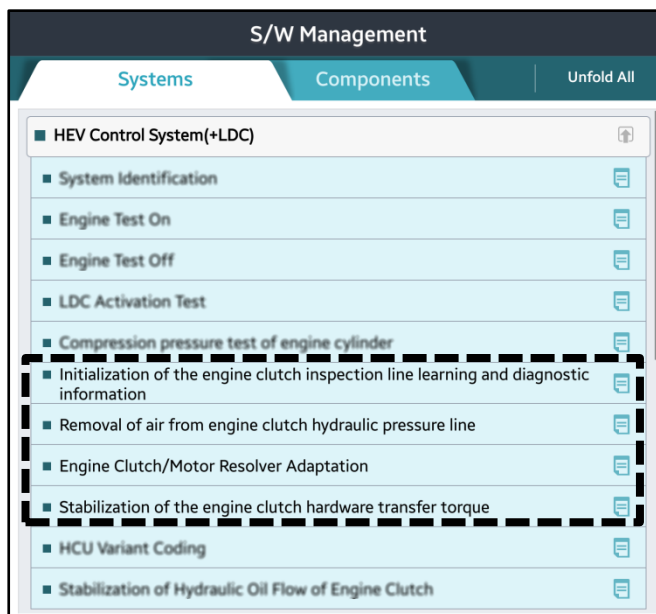 S/W Management
Systems
Components
Unfold All
HEV Control System(+LDC)
System Identification
Engine Test On
Engine Test Off
LDC Activation Test
Compression pressure test of engine cylinder
Initialization of the engine clutch inspection line learning and diagnostic
information
Removal of air from engine clutch hydraulic pressure line
Engine Clutch/Motor Resolver Adaptation
Stabilization of the engine clutch hardware transfer torque
HCU Variant Coding
Stabilization of Hydraulic Oil Flow of Engine Clutch